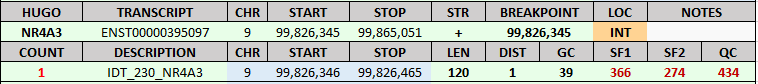 HUGO TRANSCRIPT CHR START STOP STR BREAKPOINT LOC NOTES
NR4A3 ENST00000395097 9 99,826,345 99,865,051 + 99,826,345 INT
COUNT DESCRIPTION CHR START STOP LEN DIST GC SF1 SF2 QC
1 IDT_230_NR4A3 9 99,826,346 99,826,465 120 1 39 366 274 434